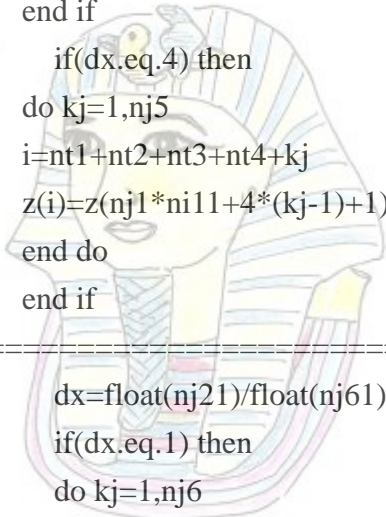 end if
if(dx.eq.4) then
do kj=1,nj5
i=nt1+nt2+nt3+nt4+kj
z(i)=z(nj1*ni11+4*(kj-1)+1)
end do
end if
==============================
dx=float(nj21)/float(nj61)
if(dx.eq.1) then
do kj=1,nj6